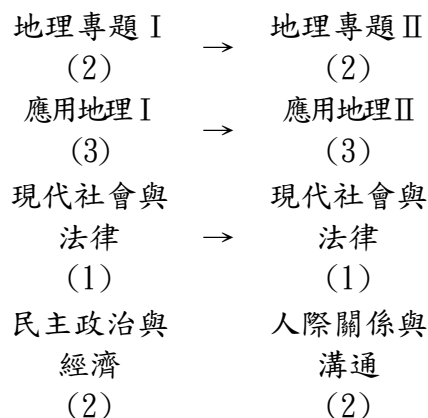 地理專題Ⅰ → 地理專題Ⅱ
(2) (2)
應用地理Ⅰ → 應用地理Ⅱ
(3) (3)
現代社會與 現代社會與
法律 → 法律
(1) (1)
民主政治與 人際關係與
經濟 溝通
(2) (2)